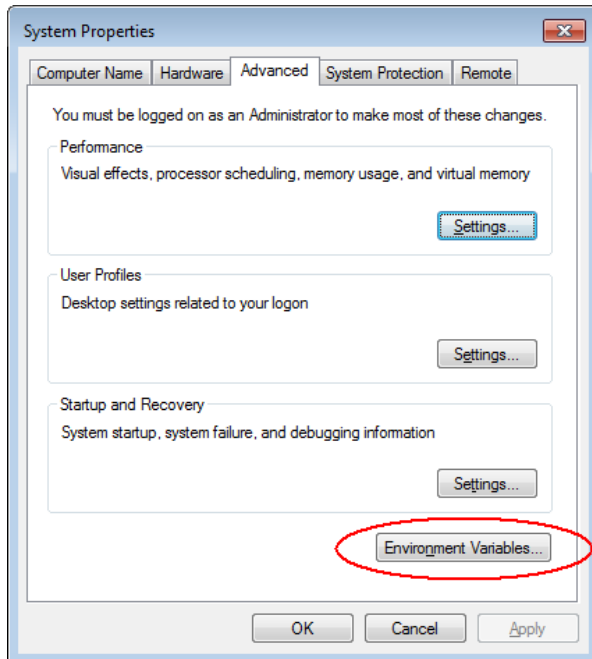 System Properties
Computer Name Hardware Advanced System Protection Remote
You must be logged on as an Administrator to make most of these changes.
Performance
Visual effects, processor scheduling, memory usage, and virtual memory
Settings...
User Profiles
Desktop settings related to your logon
Settings...
Startup and Recovery
System startup, system failure, and debugging information
Settings...
Environment Variables...
OK Cancel Apply